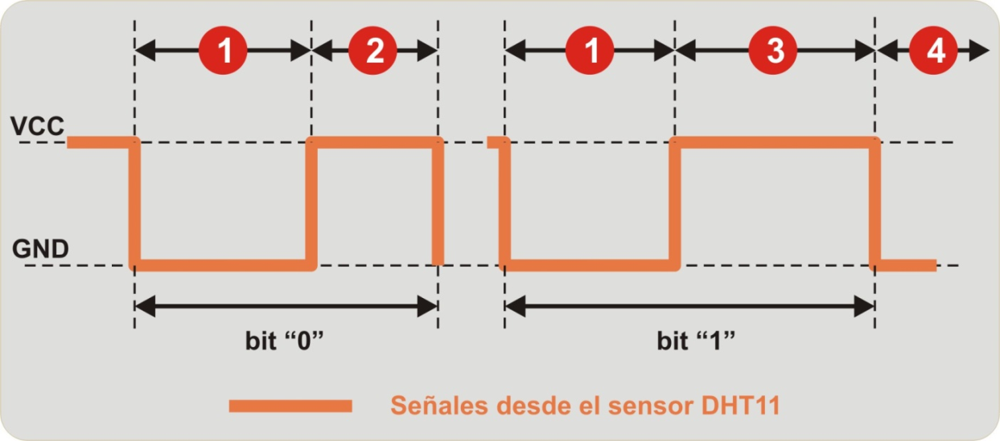 1 2 1 3 4
VCC
GND
bit “0” bit “1”
Señales desde el sensor DHT11